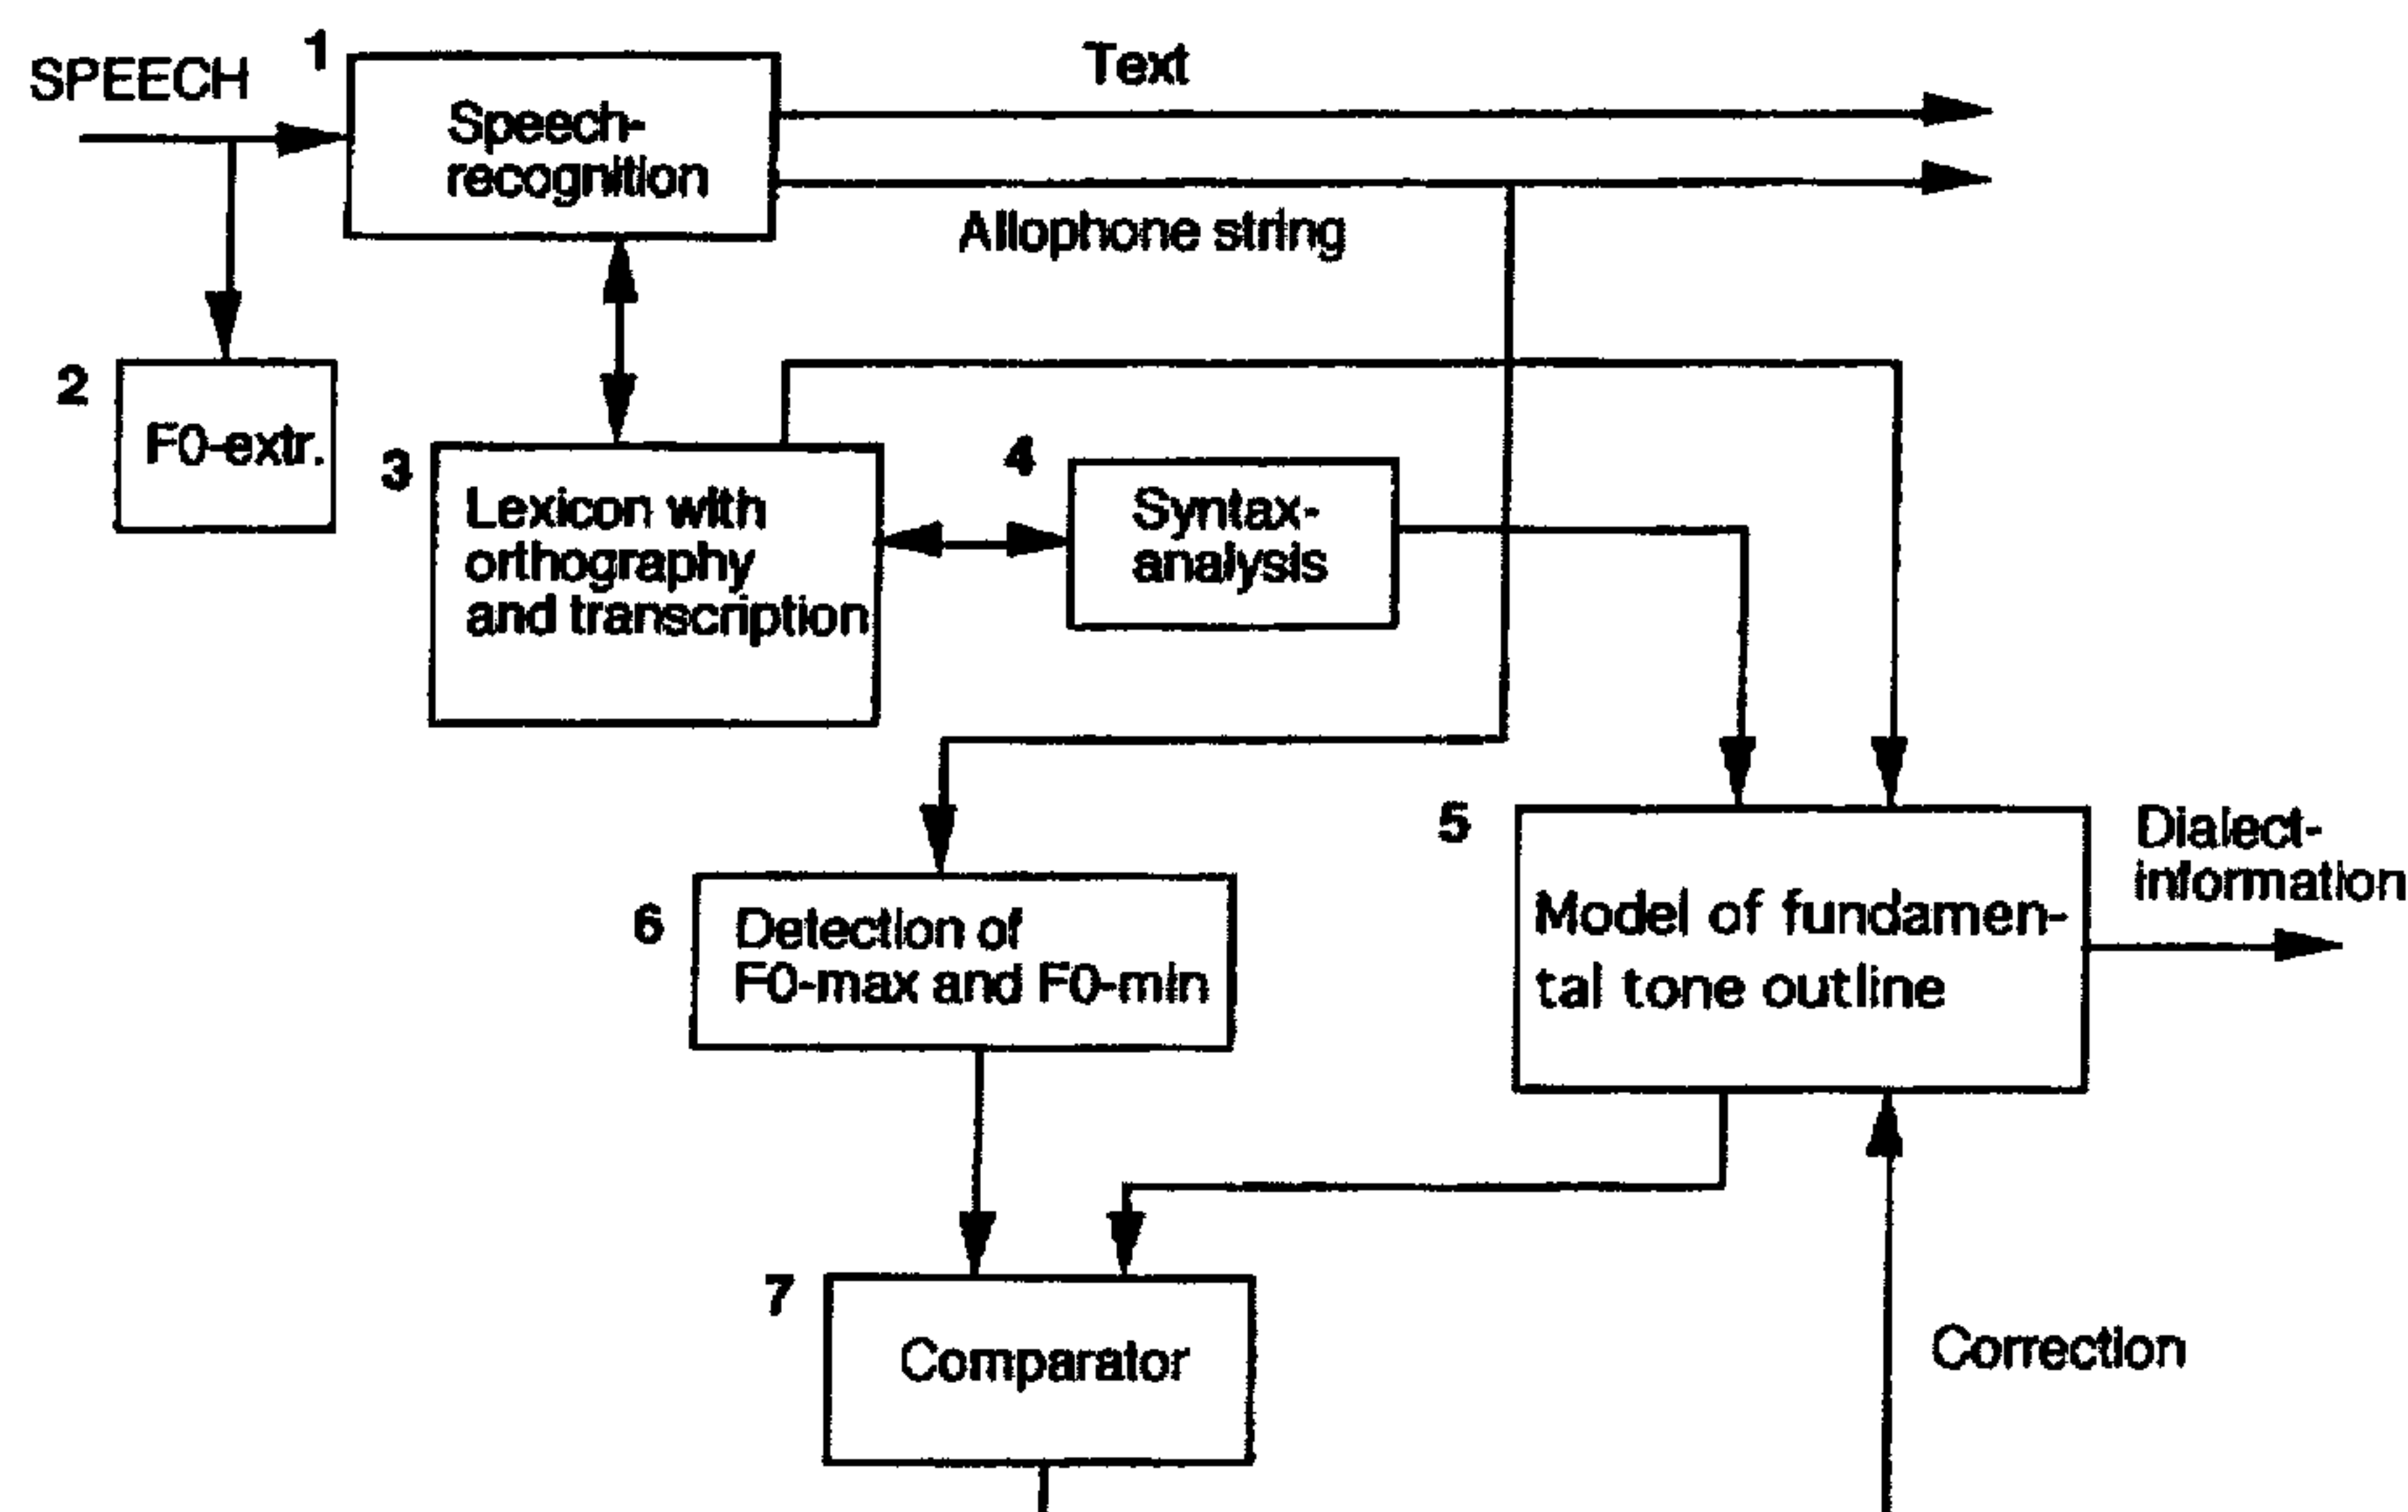 SPEECH
1
Speech-
recognition
Text
Allophone string
2
F0-extr.
3
Lexicon with
orthography
and transcription
4
Syntax-
analysis
5
Model of fundamen-
tal tone outline
Dialect-
information
6
Detection of
F0-max and F0-min
7
Comparator
Correction